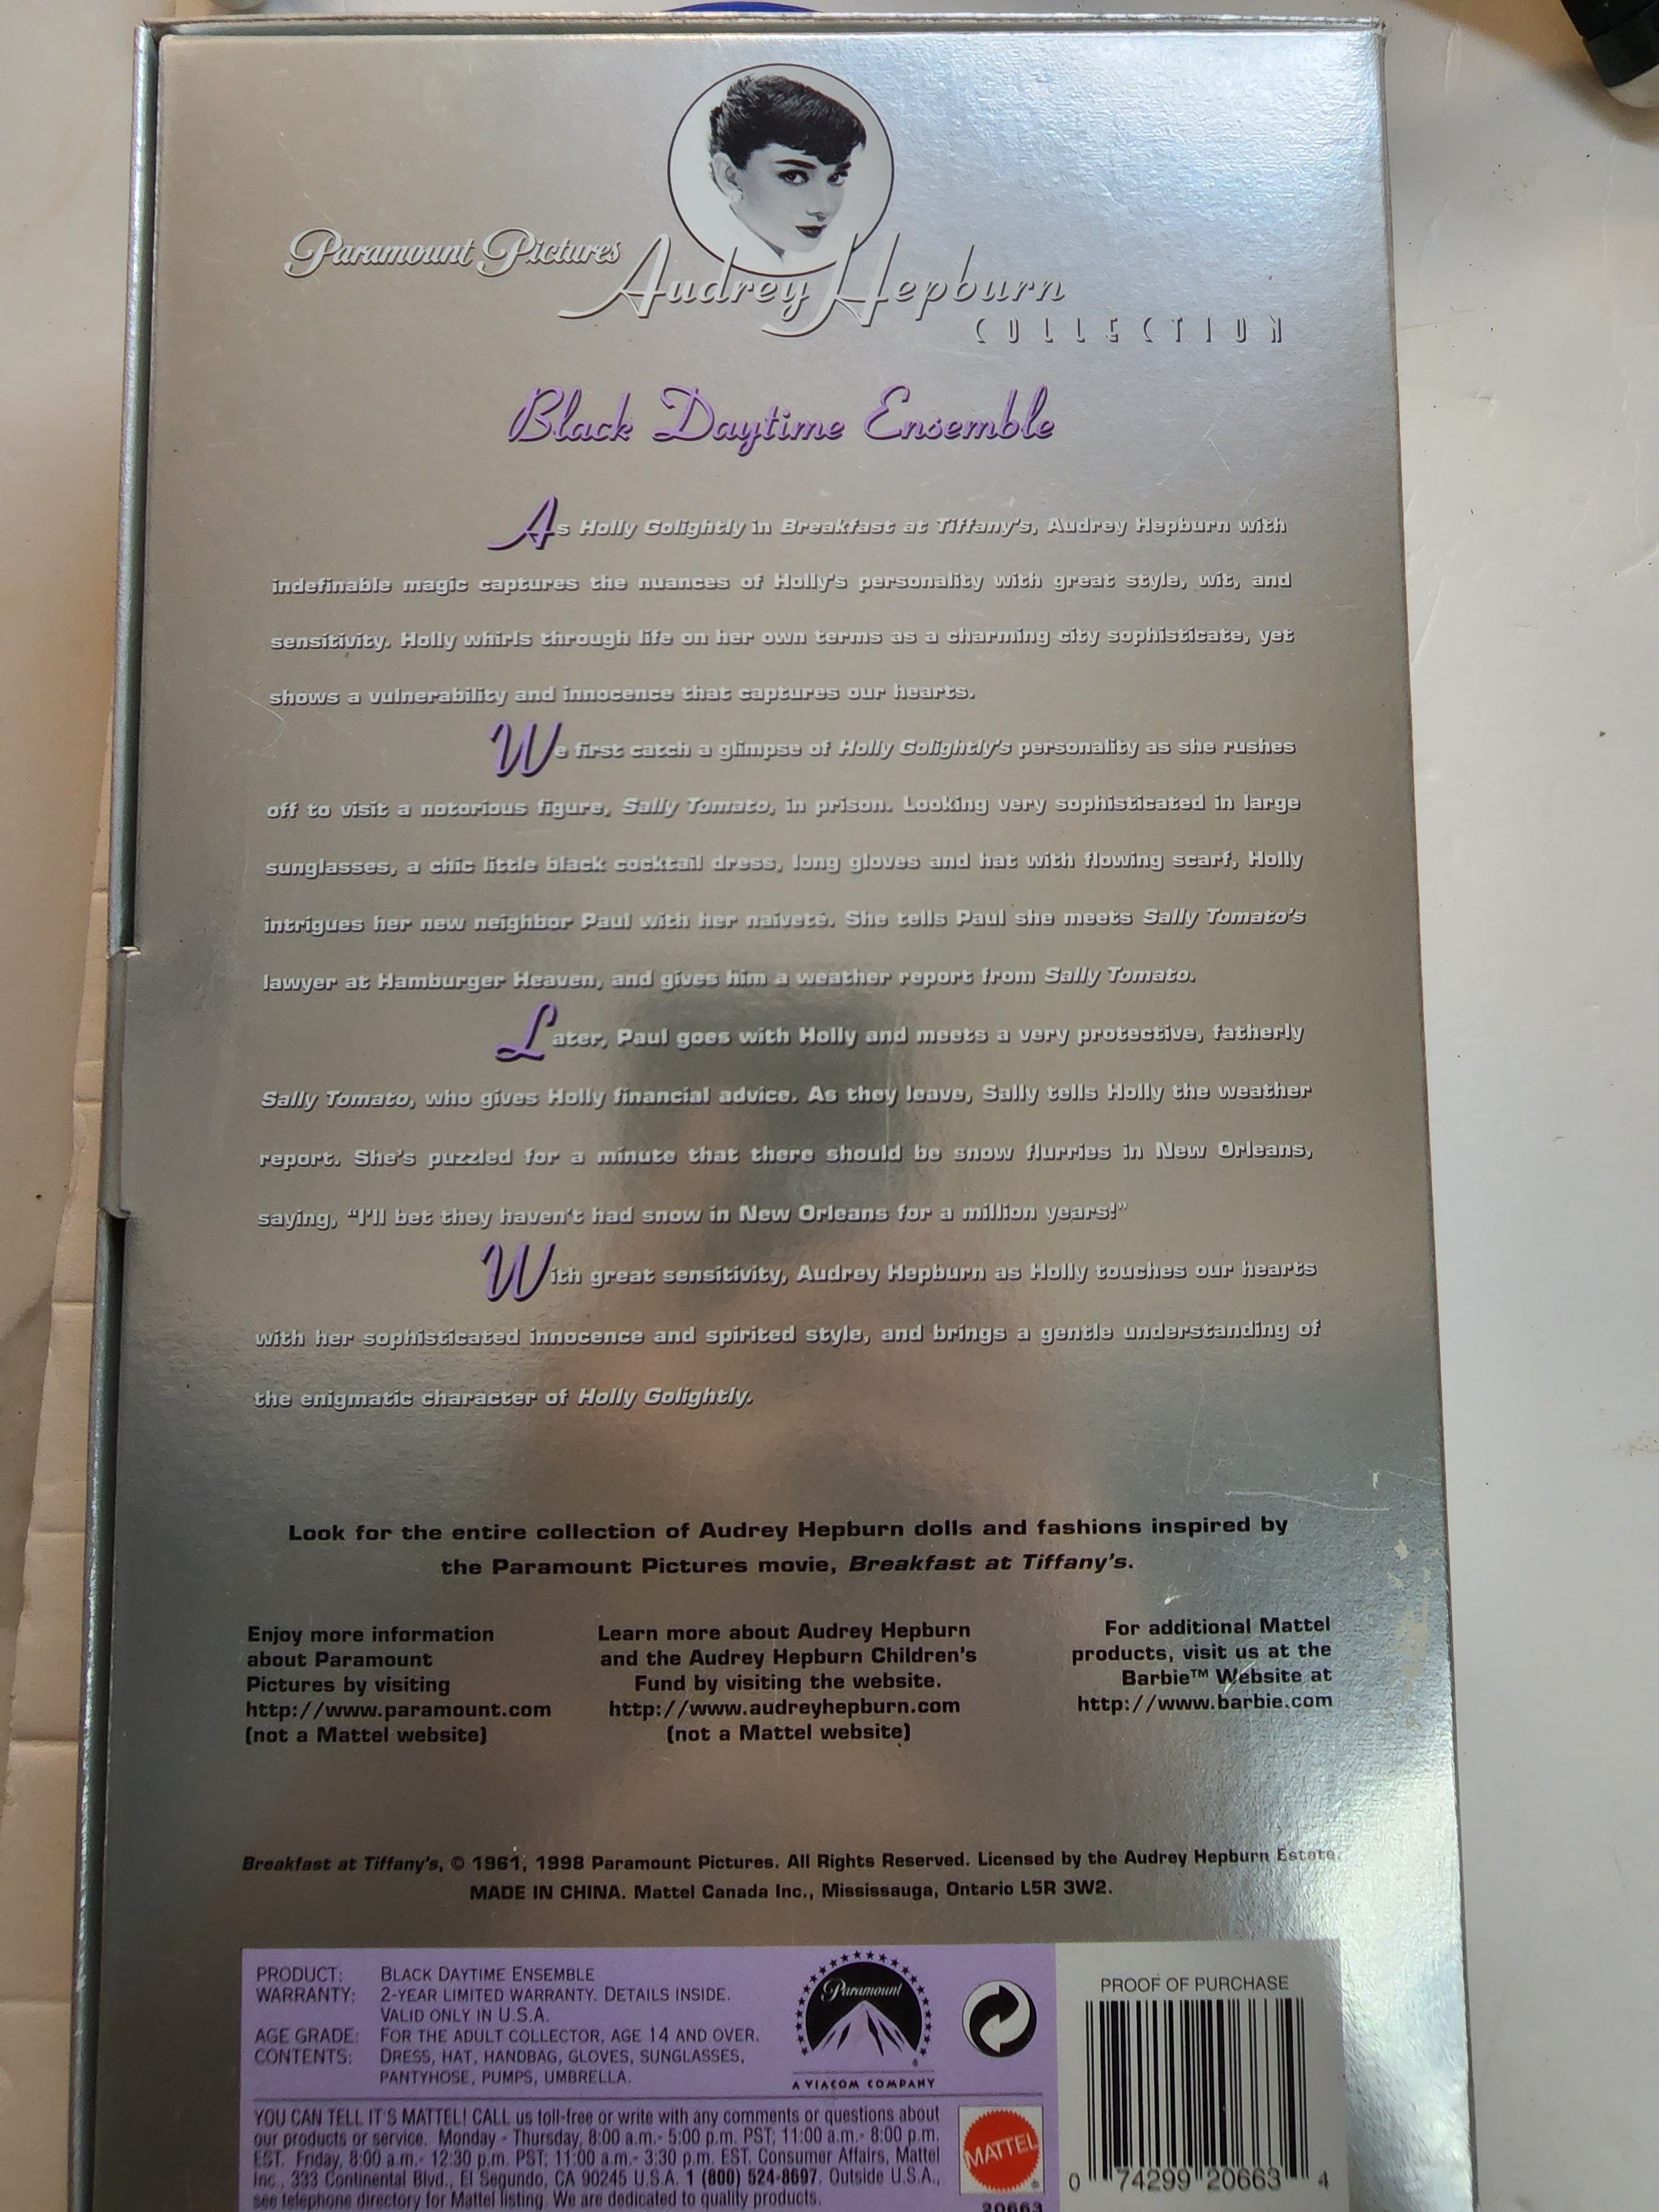 Paramount Pictures
Audrey Hepburn
COLLECTION
Black Daytime Ensemble
As Holly Golightly in Breakfast at Tiffany's, Audrey Hepburn with
indefinable magic captures the nuances of Holly's personality with great style, wit, and
sensitivity. Holly whirls through life on her own terms as a charming city sophisticate, yet
shows a vulnerability and innocence that captures our hearts.
We first catch a glimpse of Holly Golightly's personality as she rushes
off to visit a notorious figure, Sally Tomato, in prison. Looking very sophisticated in large
sunglasses, a chic little black cocktail dress, long gloves and hat with flowing scarf, Holly
intrigues her new neighbor Paul with her naiveté. She tells Paul she meets Sally Tomato's
lawyer at Hamburger Heaven, and gives him a weather report from Sally Tomato.
Later, Paul goes with Holly and meets a very protective, fatherly
Sally Tomato, who gives Holly financial advice. As they leave, Sally tells Holly the weather
report. She's puzzled for a minute that there should be snow flurries in New Orleans,
saying, "I'll bet they haven't had snow in New Orleans for a million years!"
With great sensitivity, Audrey Hepburn as Holly touches our hearts
with her sophisticated innocence and spirited style, and brings a gentle understanding of
the enigmatic character of Holly Golightly.
Look for the entire collection of Audrey Hepburn dolls and fashions inspired by
the Paramount Pictures movie, Breakfast at Tiffany's.
Enjoy more information
about Paramount
Pictures by visiting
http://www.paramount.com
(not a Mattel website)
Learn more about Audrey Hepburn
and the Audrey Hepburn Children's
Fund by visiting the website.
http://www.audreyhepburn.com
(not a Mattel website)
For additional Mattel
products, visit us at the
Barbie™ Website at
http://www.barbie.com
Breakfast at Tiffany's, © 1961, 1998 Paramount Pictures. All Rights Reserved. Licensed by the Audrey Hepburn Estate.
MADE IN CHINA. Mattel Canada Inc., Mississauga, Ontario L5R 3W2.
PRODUCT: BLACK DAYTIME ENSEMBLE
WARRANTY: 2-YEAR LIMITED WARRANTY. DETAILS INSIDE.
VALID ONLY IN U.S.A.
AGE GRADE: FOR THE ADULT COLLECTOR, AGE 14 AND OVER.
CONTENTS: DRESS, HAT, HANDBAG, GLOVES, SUNGLASSES,
PANTYHOSE, PUMPS, UMBRELLA.
Paramount
®
A VIACOM COMPANY
YOU CAN TELL IT'S MATTEL! CALL us toll-free or write with any comments or questions about
our products or service. Monday - Thursday, 8:00 a.m.- 5:00 p.m. PST; 11:00 a.m.- 8:00 p.m.
EST. Friday, 8:00 a.m.- 12:30 p.m. PST; 11:00 a.m.- 3:30 p.m. EST. Consumer Affairs, Mattel
Inc., 333 Continental Blvd., El Segundo, CA 90245 U.S.A. 1 (800) 524-8697. Outside U.S.A.,
see telephone directory for Mattel listing. We are dedicated to quality products.
MATTEL
®
20663
PROOF OF PURCHASE
0 74299 20663 4